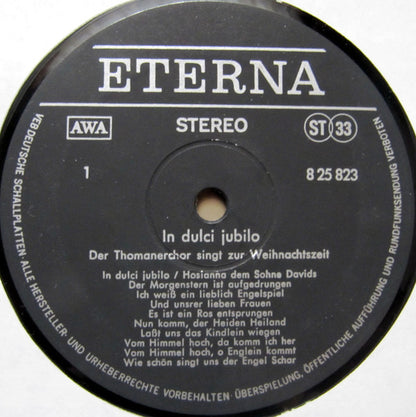 ETERNA
AWA
STEREO
ST 33
1
8 25 823
In dulci jubilo
Der Thomanerchor singt zur Weihnachtszeit
In dulci jubilo / Hosianna dem Sohne Davids
Der Morgenstern ist aufgedrungen
Ich weiß ein lieblich Engelspiel
Und unsrer lieben Frauen
Es ist ein Ros entsprungen
Nun komm, der Heiden Heiland
Laßt uns das Kindlein wiegen
Vom Himmel hoch, da komm ich her
Vom Himmel hoch, o Englein kommt
Wie schön singt uns der Engel Schar
VEB DEUTSCHE SCHALLPLATTEN · ALLE HERSTELLER- UND URHEBERRECHTE VORBEHALTEN · ÜBERSPIELUNG, ÖFFENTLICHE AUFFÜHRUNG UND RUNDFUNKSENDUNG VERBOTEN